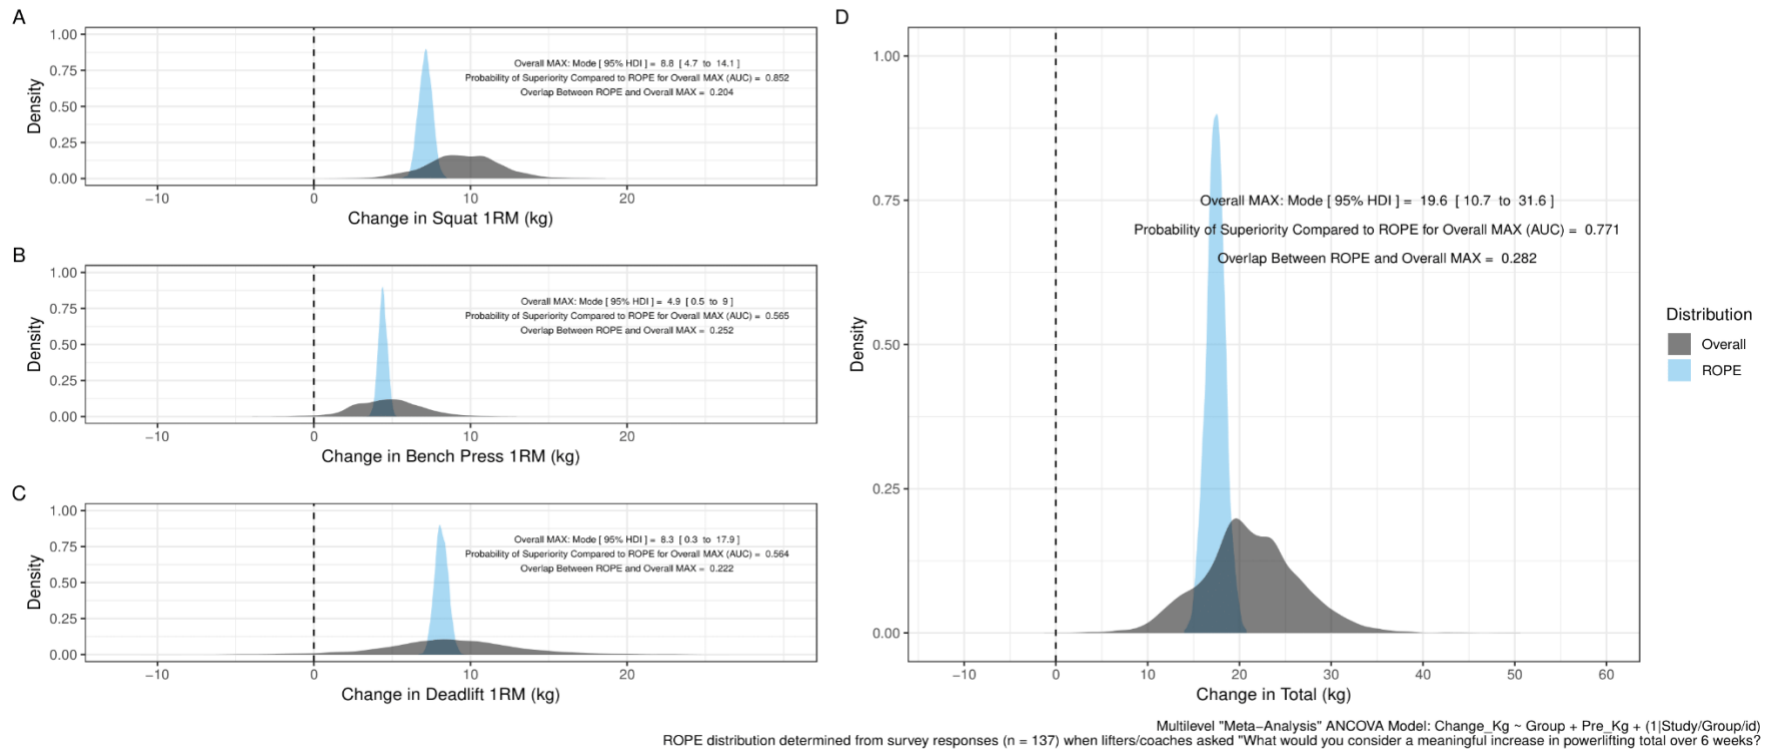 A
1.00
0.75
0.50
0.25
0.00
Density
Overall MAX: Mode [ 95% HDI ] = 8.8 [ 4.7 to 14.1 ]
Probability of Superiority Compared to ROPE for Overall MAX (AUC) = 0.852
Overlap Between ROPE and Overall MAX = 0.204
−10 0 10 20
Change in Squat 1RM (kg)
B
1.00
0.75
0.50
0.25
0.00
Density
Overall MAX: Mode [ 95% HDI ] = 4.9 [ 0.5 to 9 ]
Probability of Superiority Compared to ROPE for Overall MAX (AUC) = 0.565
Overlap Between ROPE and Overall MAX = 0.252
−10 0 10 20
Change in Bench Press 1RM (kg)
C
1.00
0.75
0.50
0.25
0.00
Density
Overall MAX: Mode [ 95% HDI ] = 8.3 [ 0.3 to 17.9 ]
Probability of Superiority Compared to ROPE for Overall MAX (AUC) = 0.564
Overlap Between ROPE and Overall MAX = 0.222
−10 0 10 20
Change in Deadlift 1RM (kg)
D
1.00
0.75
0.50
0.25
0.00
Density
Overall MAX: Mode [ 95% HDI ] = 19.6 [ 10.7 to 31.6 ]
Probability of Superiority Compared to ROPE for Overall MAX (AUC) = 0.771
Overlap Between ROPE and Overall MAX = 0.282
−10 0 10 20 30 40 50 60
Change in Total (kg)
Distribution
Overall
ROPE
Multilevel "Meta−Analysis" ANCOVA Model: Change_Kg ~ Group + Pre_Kg + (1|Study/Group/id)
ROPE distribution determined from survey responses (n = 137) when lifters/coaches asked "What would you consider a meaningful increase in powerlifting total over 6 weeks?